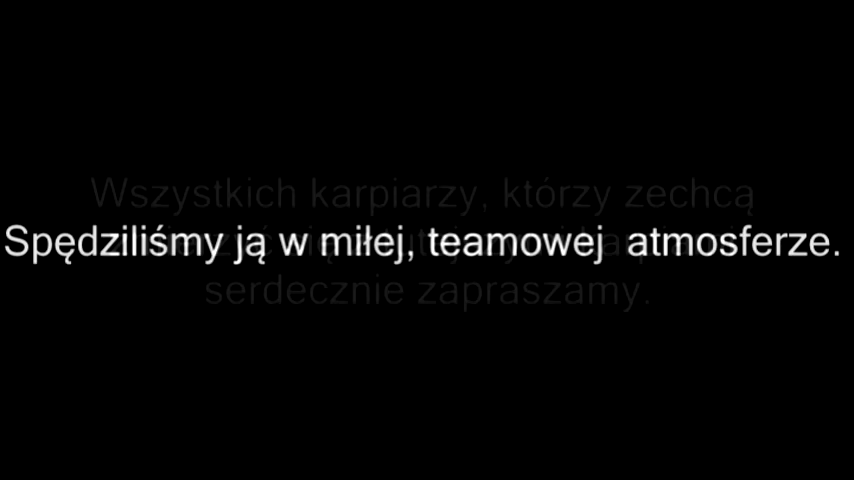 Wszystkich karpiarzy, którzy zechcą
Spędziliśmy ją w miłej, teamowej atmosferze.
serdecznie zapraszamy.